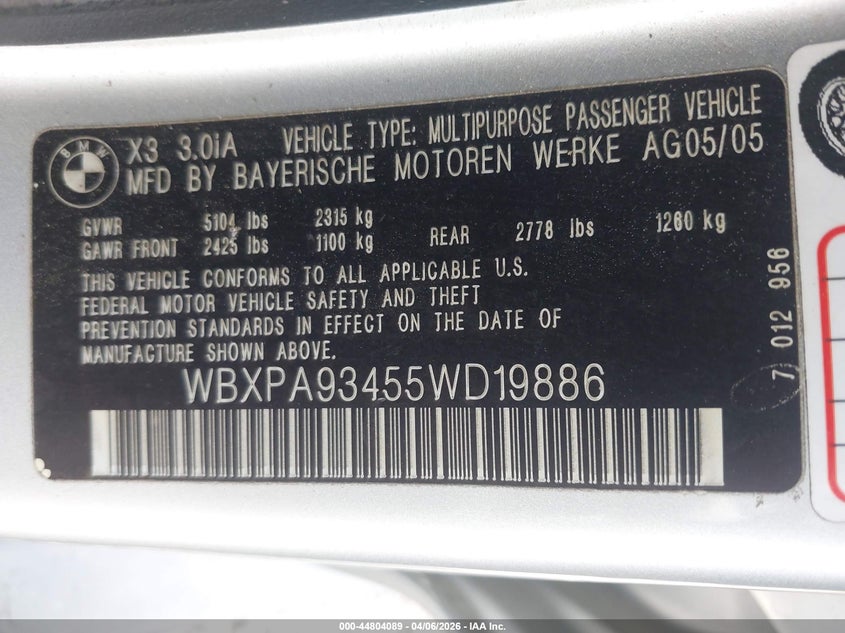 BMW
X3 3.0iA VEHICLE TYPE: MULTIPURPOSE PASSENGER VEHICLE
MFD BY BAYERISCHE MOTOREN WERKE AG05/05
GVWR 5104 lbs 2315 kg
GAWR FRONT 2425 lbs 1100 kg REAR 2778 lbs 1260 kg
THIS VEHICLE CONFORMS TO ALL APPLICABLE U.S.
FEDERAL MOTOR VEHICLE SAFETY AND THEFT
PREVENTION STANDARDS IN EFFECT ON THE DATE OF
MANUFACTURE SHOWN ABOVE.
WBXPA93455WD19886
7 012 956
000-44804089 - 04/06/2026 - IAA Inc.